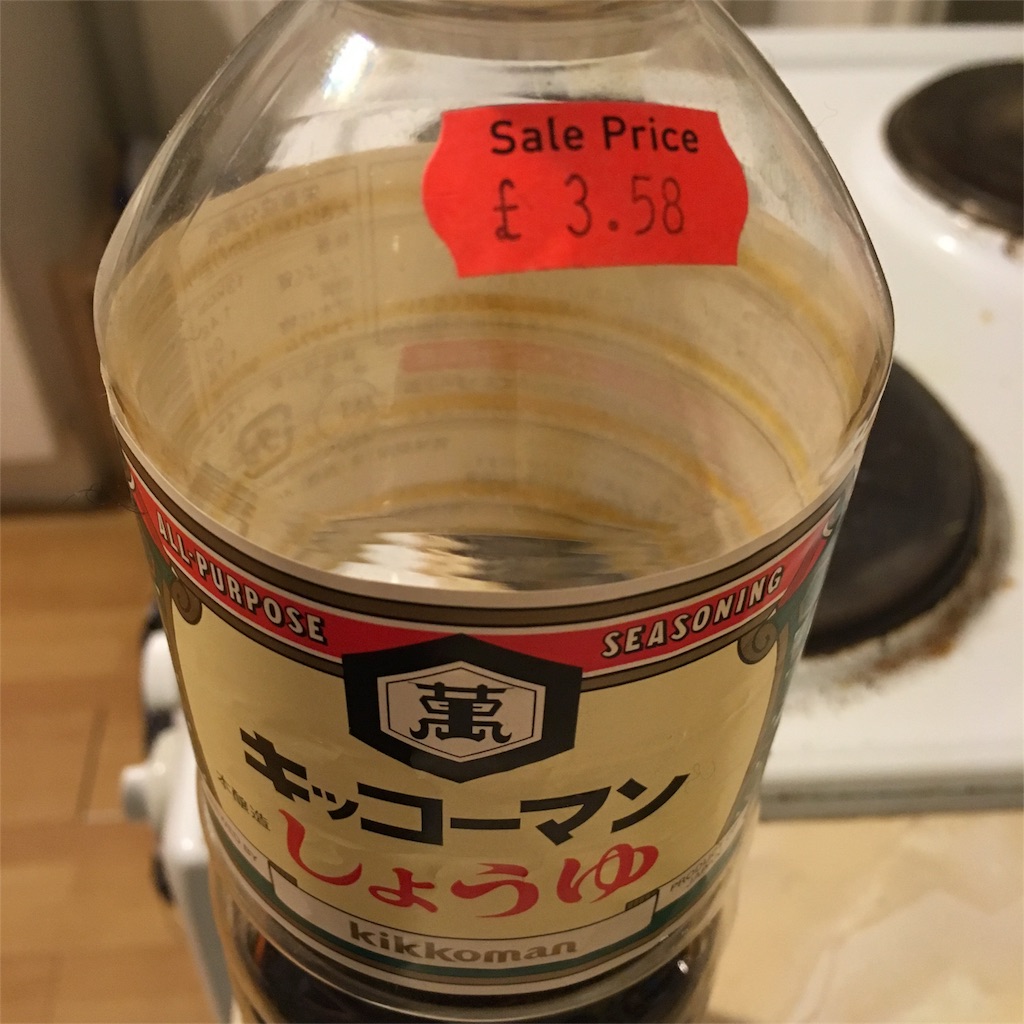 Sale Price
£ 3.58
ALL-PURPOSE SEASONING
萬
キッコーマン
本醸造
しょうゆ
kikkoman